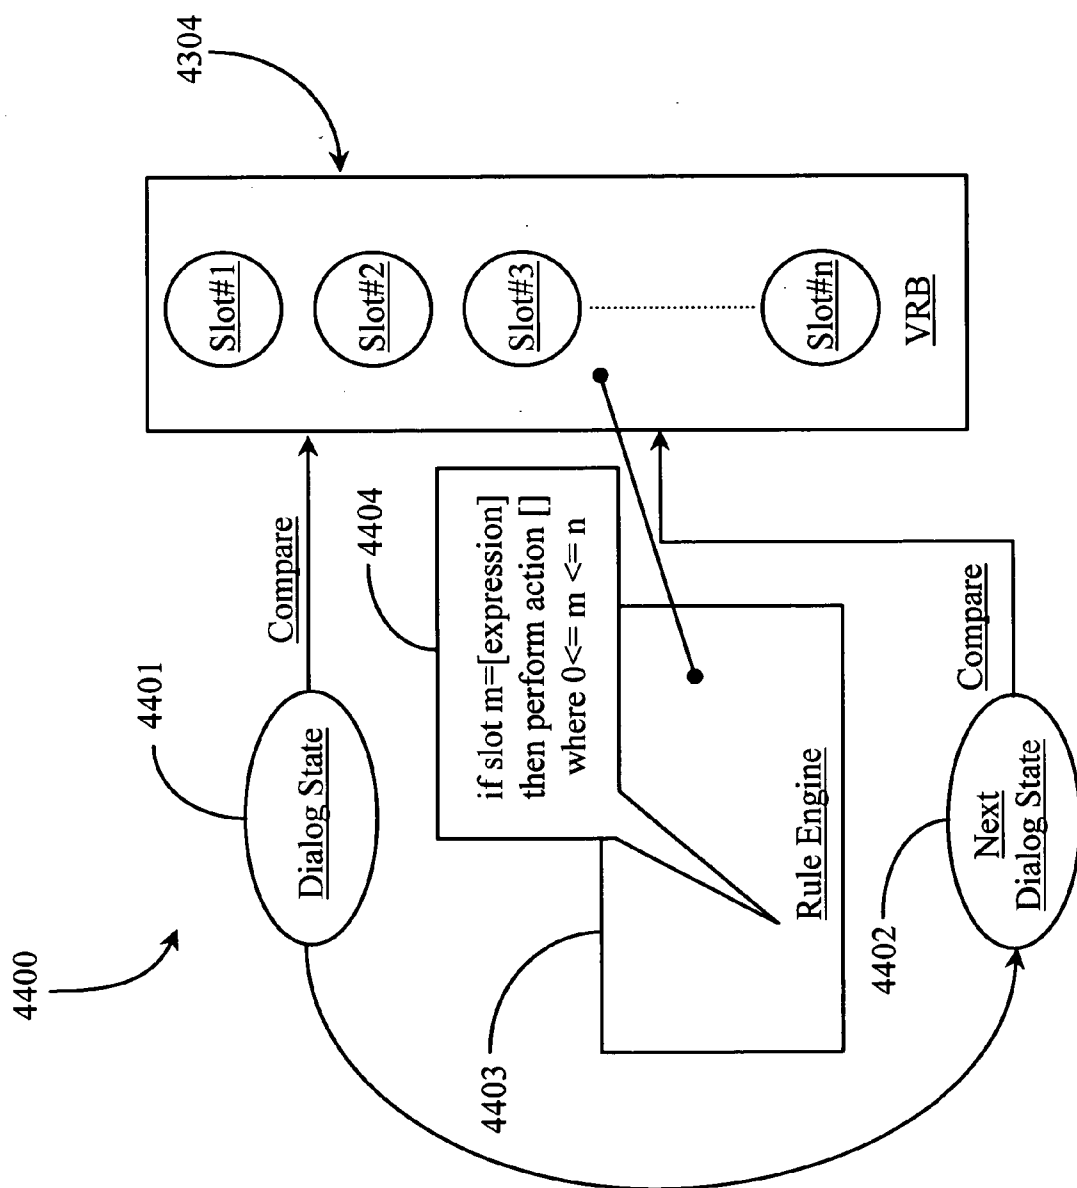 4400
4401
Dialog State
Compare
4304
Slot#1
Slot#2
Slot#3
Slot#n
VRB
4404
if slot m=[expression]
then perform action []
where 0<= m <= n
4403
Rule Engine
4402
Next
Dialog State
Compare